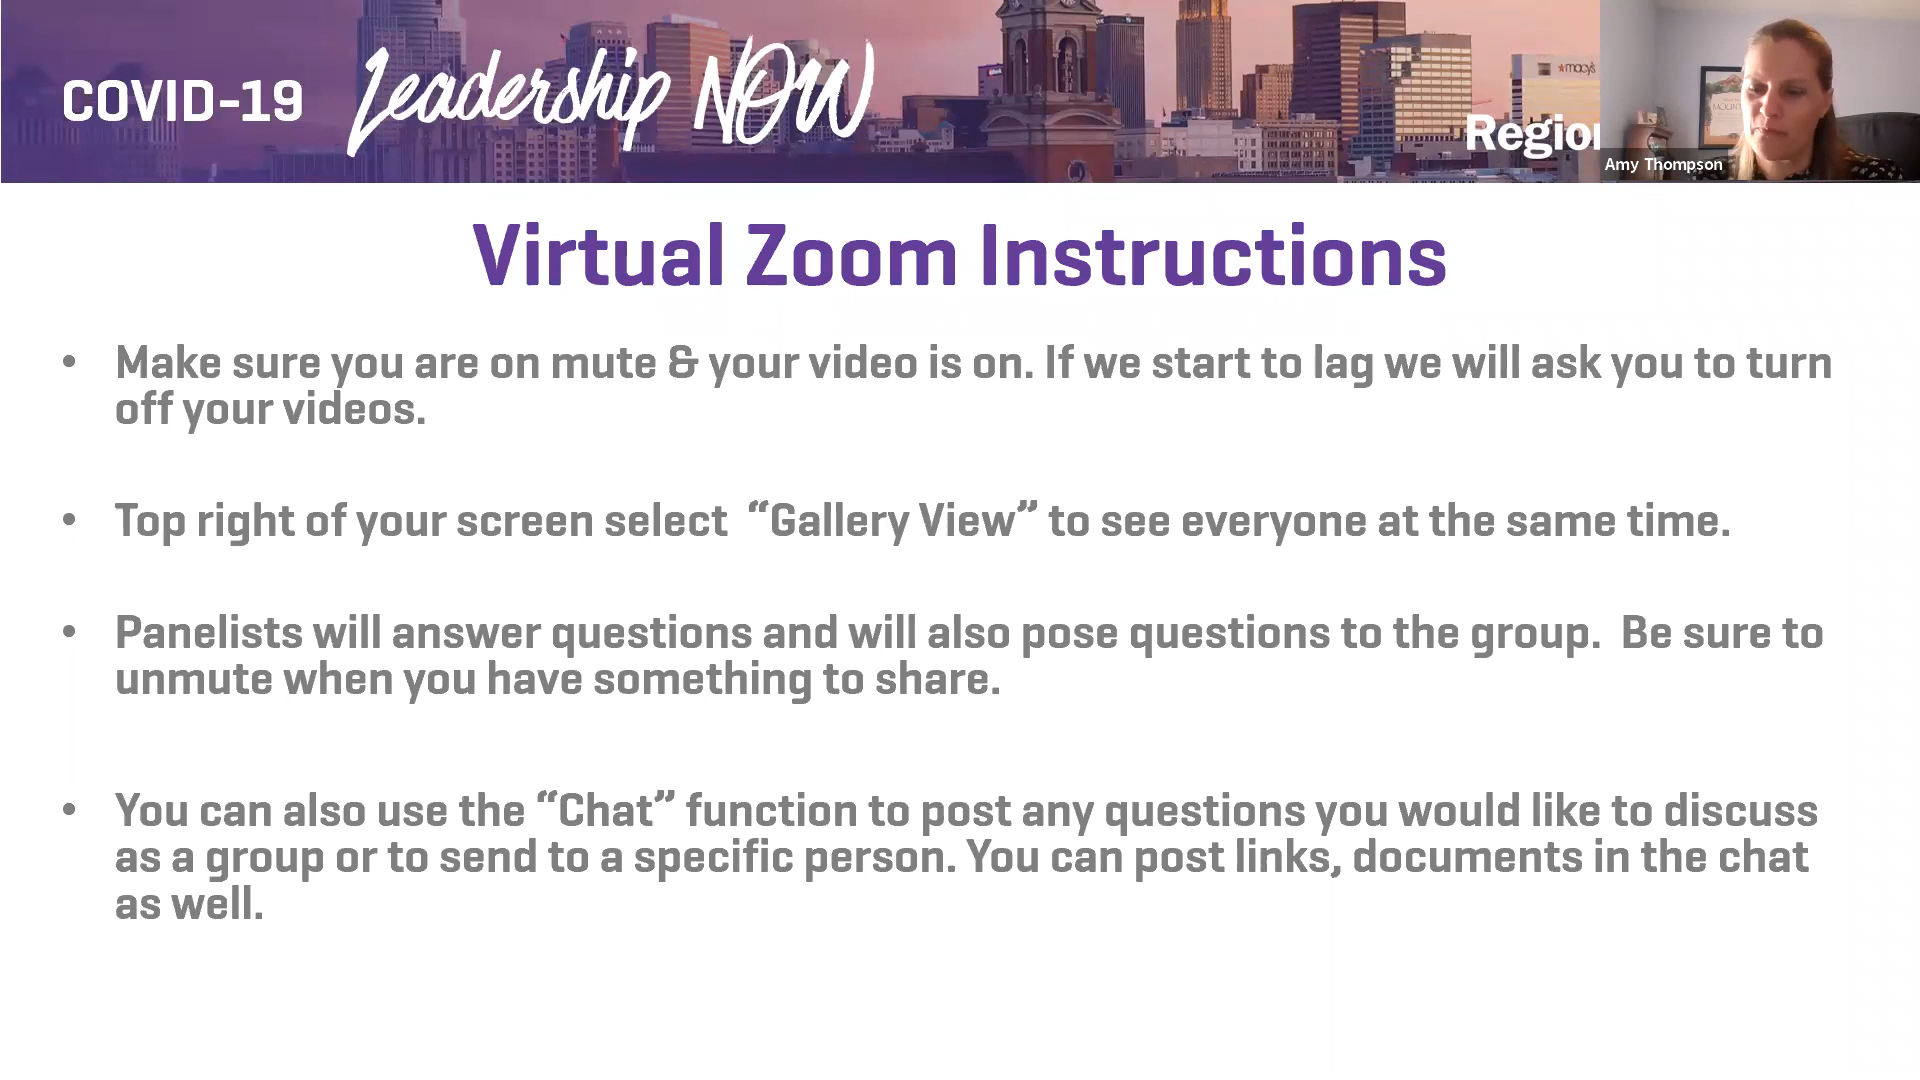 COVID-19 Leadership NOW
★macy's
Region
Amy Thompson
Virtual Zoom Instructions
• Make sure you are on mute & your video is on. If we start to lag we will ask you to turn
off your videos.
• Top right of your screen select “Gallery View” to see everyone at the same time.
• Panelists will answer questions and will also pose questions to the group. Be sure to
unmute when you have something to share.
• You can also use the “Chat” function to post any questions you would like to discuss
as a group or to send to a specific person. You can post links, documents in the chat
as well.